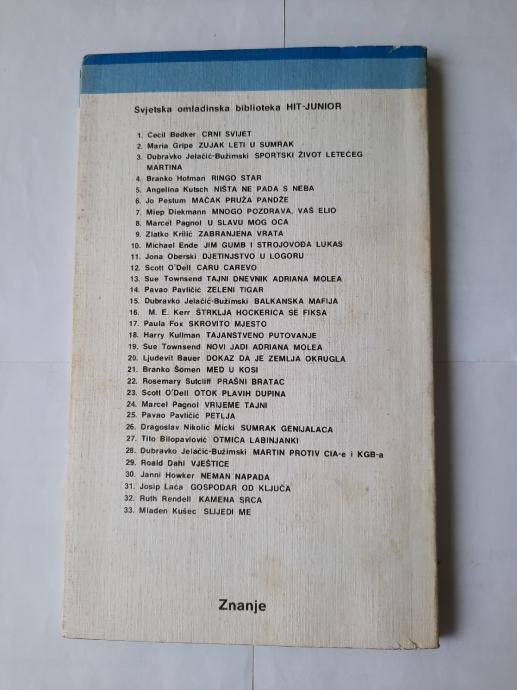 Svjetska omladinska biblioteka HIT-JUNIOR
1. Cecil Bødker CRNI SVIJET
2. Maria Gripe ZUJAK LETI U SUMRAK
3. Dubravko Jelačić-Bužimski SPORTSKI ŽIVOT LETEĆEG
MARTINA
4. Branko Hofman RINGO STAR
5. Angelina Kutsch NIŠTA NE PADA S NEBA
6. Jo Pestum MAČAK PRUŽA PANDŽE
7. Miep Diekmann MNOGO POZDRAVA, VAŠ ELIO
8. Marcel Pagnol U SLAVU MOG OCA
9. Zlatko Krilić ZABRANJENA VRATA
10. Michael Ende JIM GUMB I STROJOVOĐA LUKAS
11. Jona Oberski DJETINJSTVO U LOGORU
12. Scott O'Dell CARU CAREVO
13. Sue Townsend TAJNI DNEVNIK ADRIANA MOLEA
14. Pavao Pavličić ZELENI TIGAR
15. Dubravko Jelačić-Bužimski BALKANSKA MAFIJA
16. M. E. Kerr ŠTRKLJA HOCKERICA SE FIKSA
17. Paula Fox SKROVITO MJESTO
18. Harry Kullman TAJANSTVENO PUTOVANJE
19. Sue Townsend NOVI JADI ADRIANA MOLEA
20. Ljudevit Bauer DOKAZ DA JE ZEMLJA OKRUGLA
21. Branko Šömen MED U KOSI
22. Rosemary Sutcliff PRAŠNI BRATAC
23. Scott O'Dell OTOK PLAVIH DUPINA
24. Marcel Pagnol VRIJEME TAJNI
25. Pavao Pavličić PETLJA
26. Dragoslav Nikolić Micki SUMRAK GENIJALACA
27. Tito Bilopavlović OTMICA LABINJANKI
28. Dubravko Jelačić-Bužimski MARTIN PROTIV CIA-e i KGB-a
29. Roald Dahl VJEŠTICE
30. Janni Howker NEMAN NAPADA
31. Josip Laća GOSPODAR OD KLJUČA
32. Ruth Rendell KAMENA SRCA
33. Mladen Kušec SLIJEDI ME
Znanje